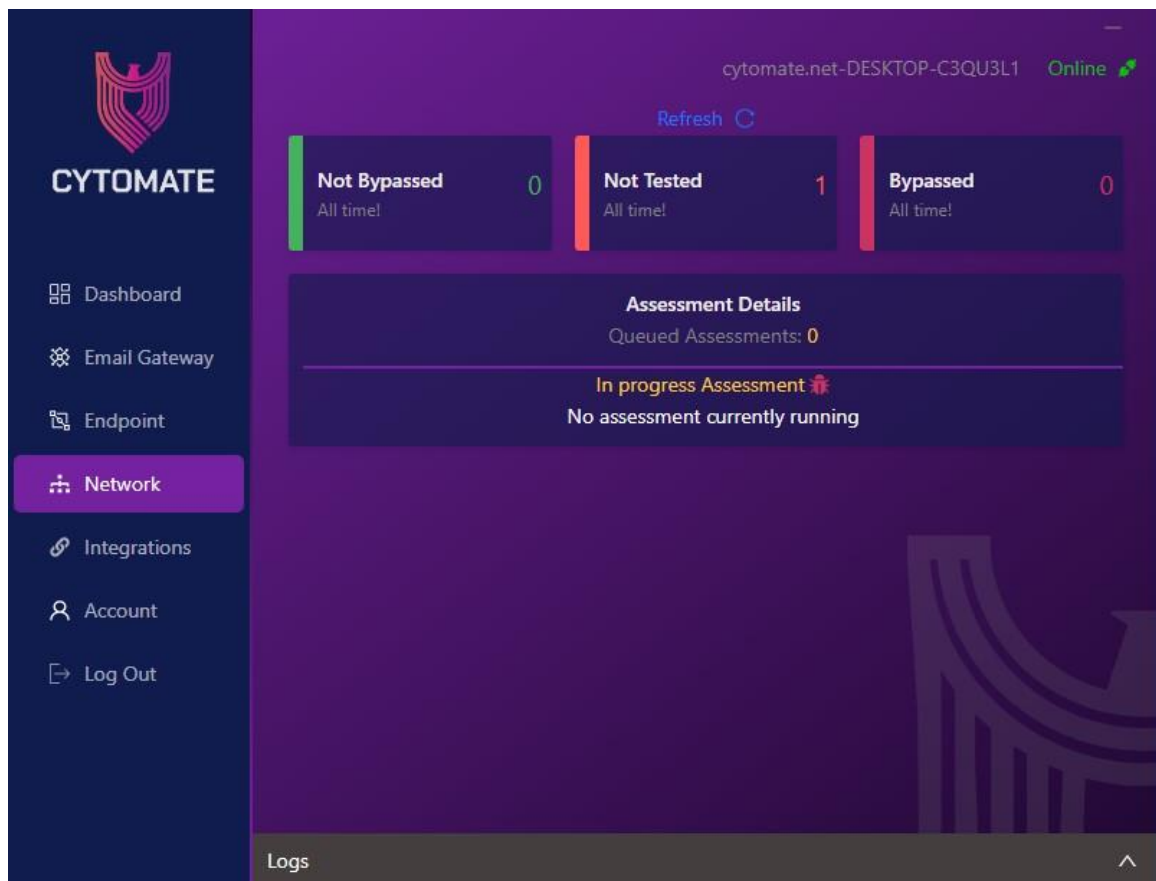 CYTOMATE
Dashboard
Email Gateway
Endpoint
Network
Integrations
Account
Log Out
cytomate.net-DESKTOP-C3QU3L1 Online
Refresh
Not Bypassed 0
All time!
Not Tested 1
All time!
Bypassed 0
All time!
Assessment Details
Queued Assessments: 0
In progress Assessment
No assessment currently running
Logs